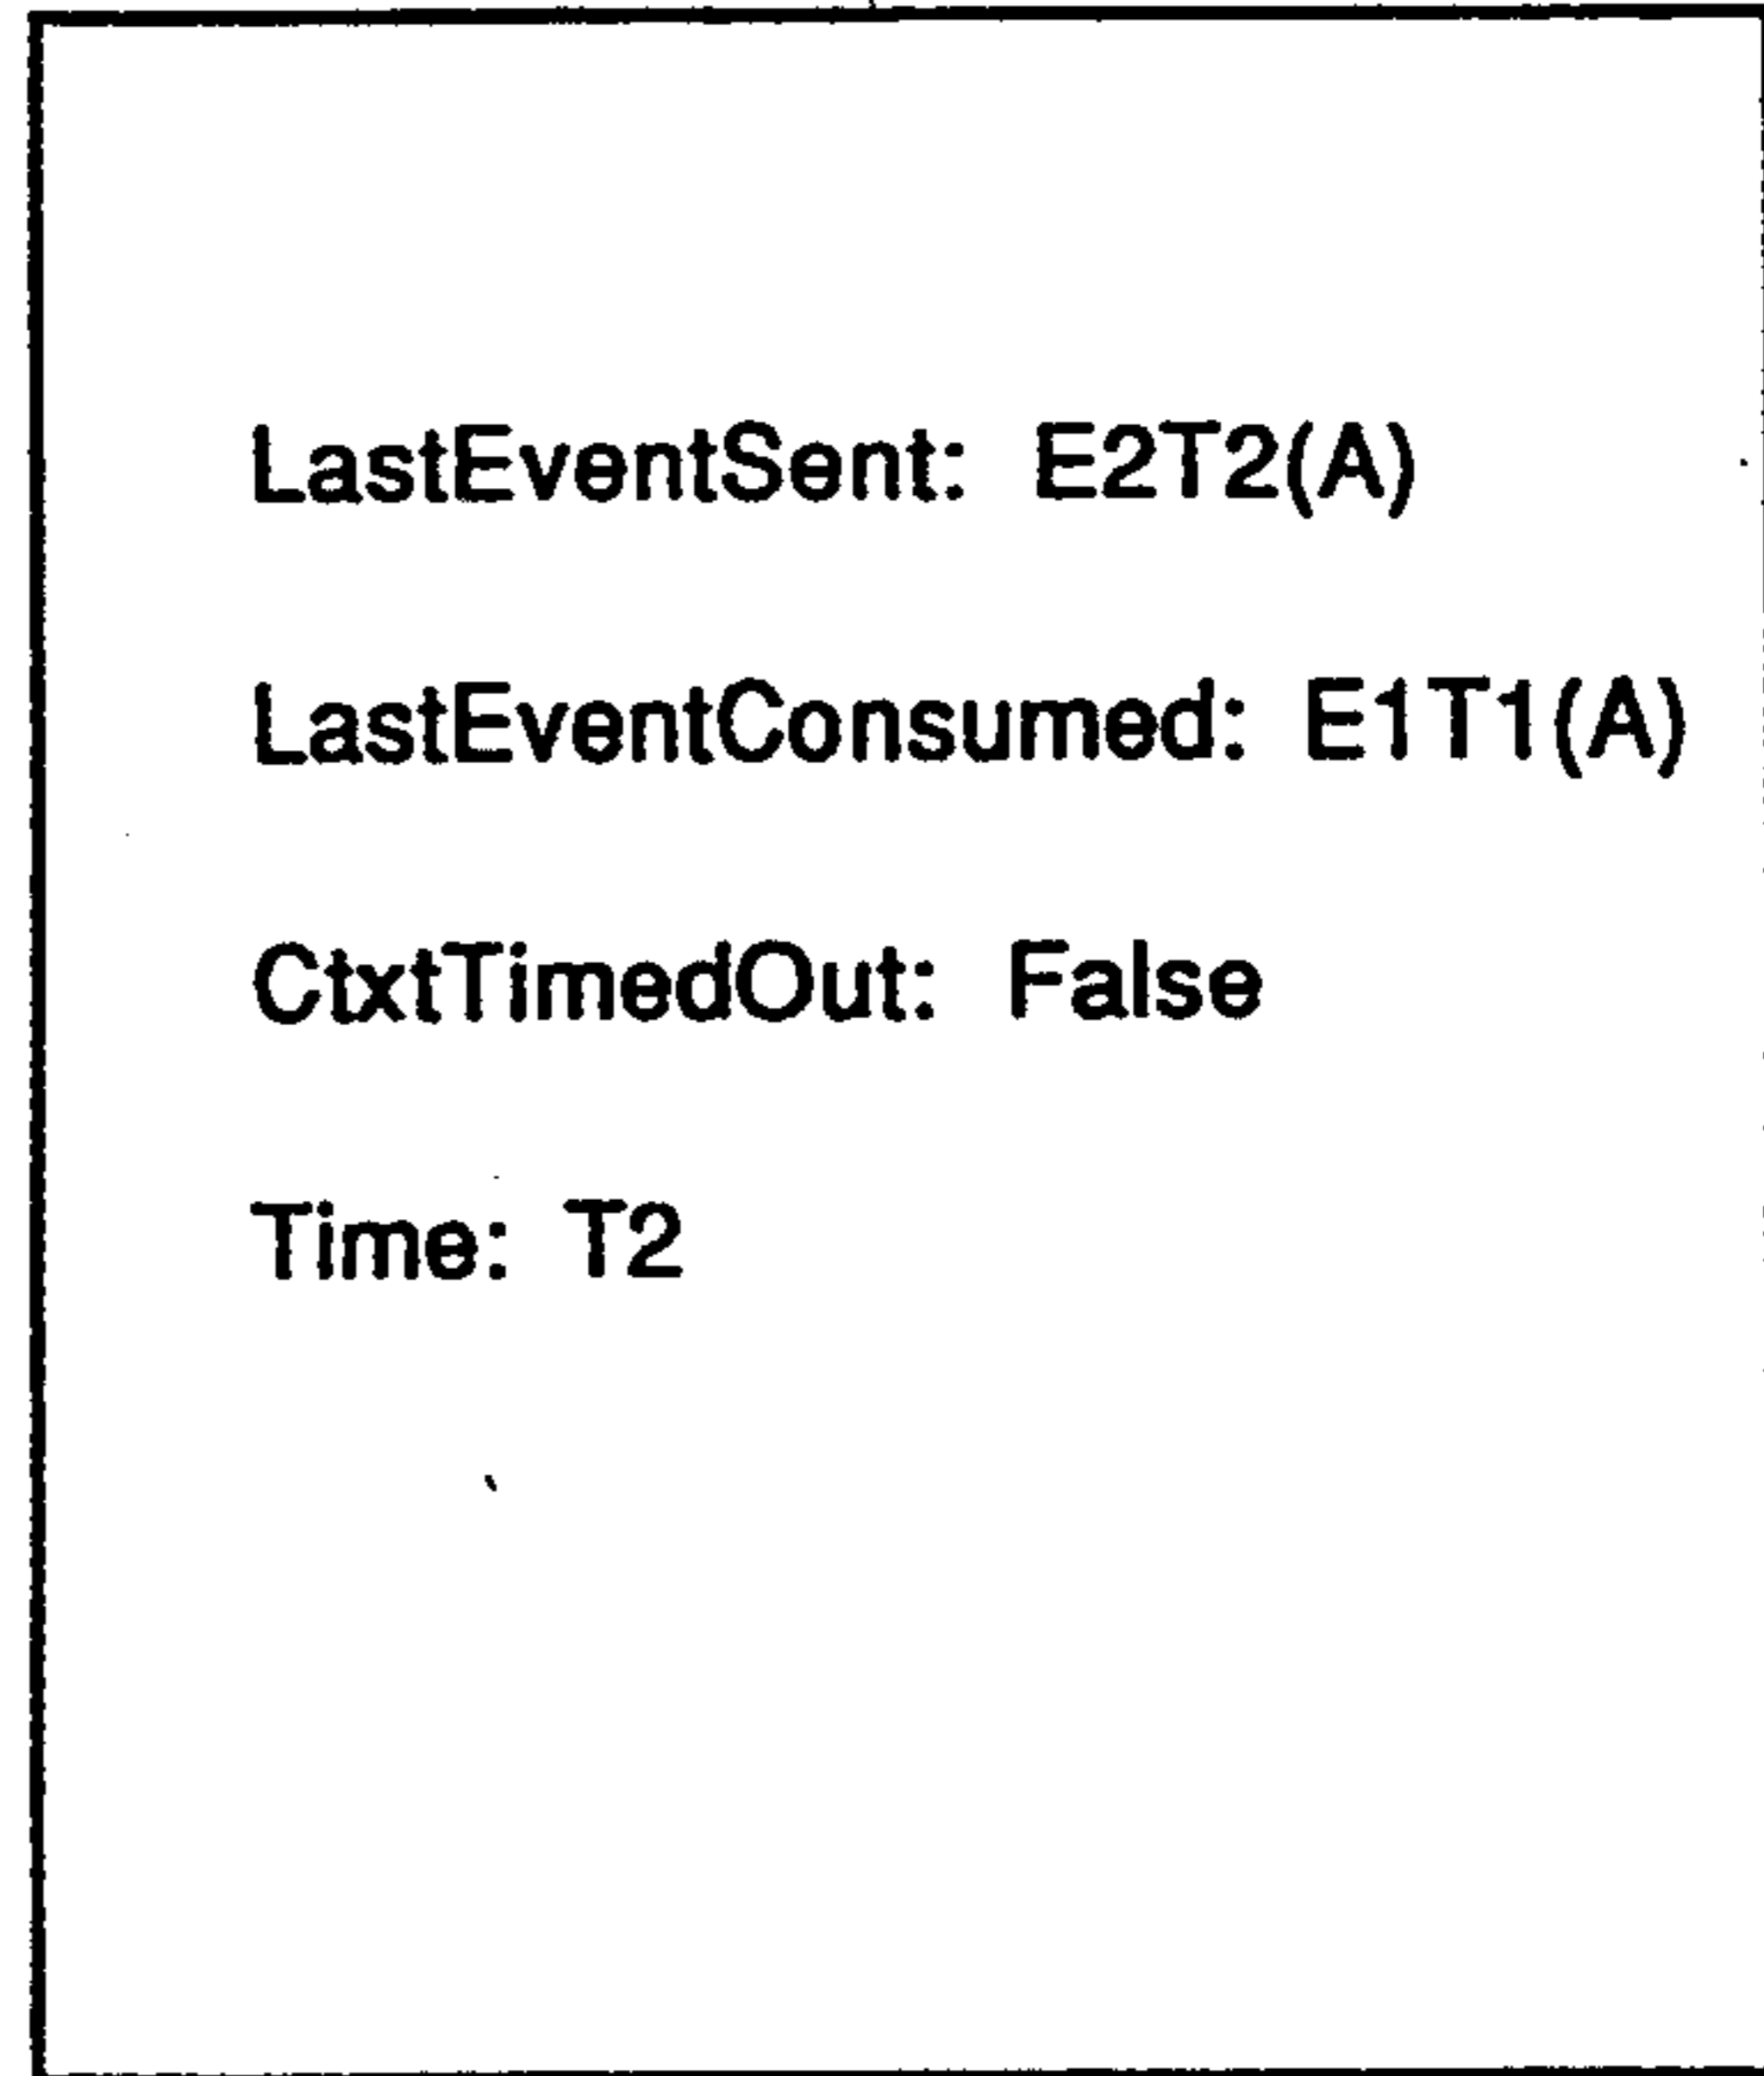 LastEventSent: E2T2(A)
LastEventConsumed: E1T1(A)
CtxtTimedOut: False
Time: T2